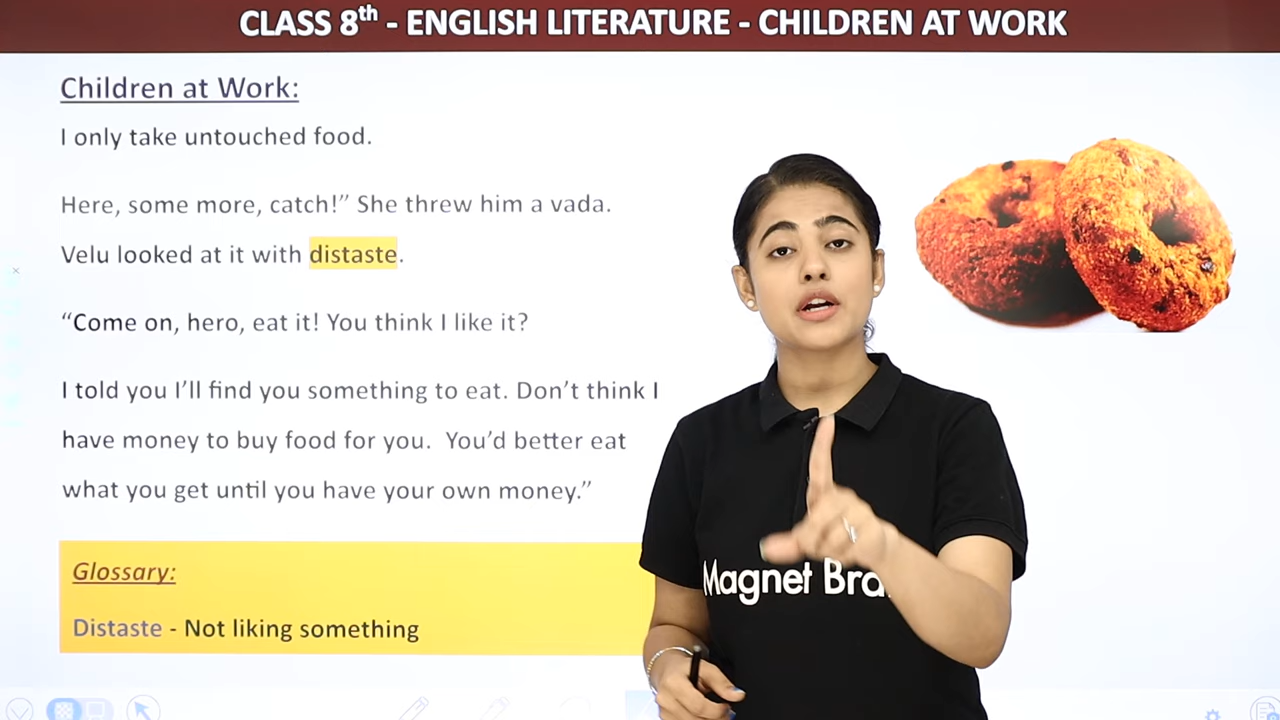 CLASS 8th - ENGLISH LITERATURE - CHILDREN AT WORK
Children at Work:
I only take untouched food.
Here, some more, catch!” She threw him a vada.
Velu looked at it with distaste.
“Come on, hero, eat it! You think I like it?
I told you I’ll find you something to eat. Don’t think I
have money to buy food for you.  You’d better eat
what you get until you have your own money.”
Glossary:
Distaste - Not liking something
Magnet Bra